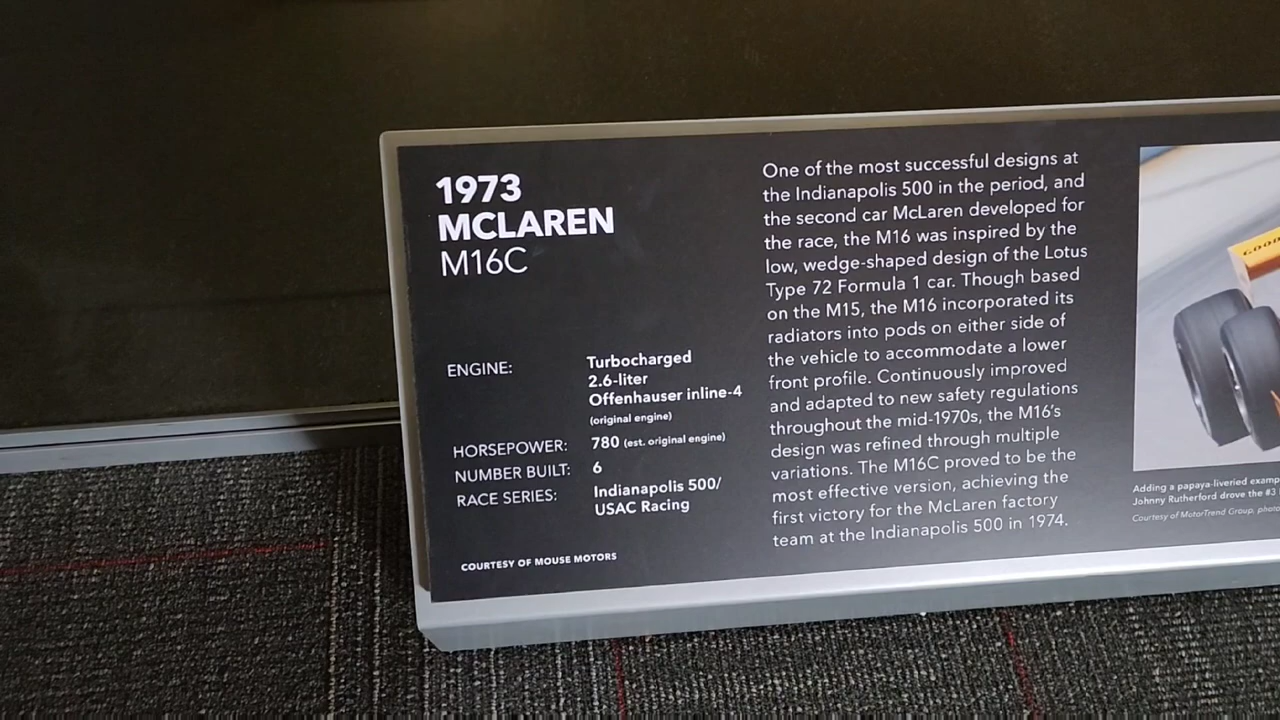 1973
MCLAREN
M16C
ENGINE:
Turbocharged
2.6-liter
Offenhauser inline-4
(original engine)
HORSEPOWER: 780 (est. original engine)
NUMBER BUILT: 6
RACE SERIES: Indianapolis 500/
USAC Racing
COURTESY OF MOUSE MOTORS
One of the most successful designs at
the Indianapolis 500 in the period, and
the second car McLaren developed for
the race, the M16 was inspired by the
low, wedge-shaped design of the Lotus
Type 72 Formula 1 car. Though based
on the M15, the M16 incorporated its
radiators into pods on either side of
the vehicle to accommodate a lower
front profile. Continuously improved
and adapted to new safety regulations
throughout the mid-1970s, the M16's
design was refined through multiple
variations. The M16C proved to be the
most effective version, achieving the
first victory for the McLaren factory
team at the Indianapolis 500 in 1974.
Adding a papaya-liveried
Johnny Rutherford drove the #3
Courtesy of MotorTrend Group,